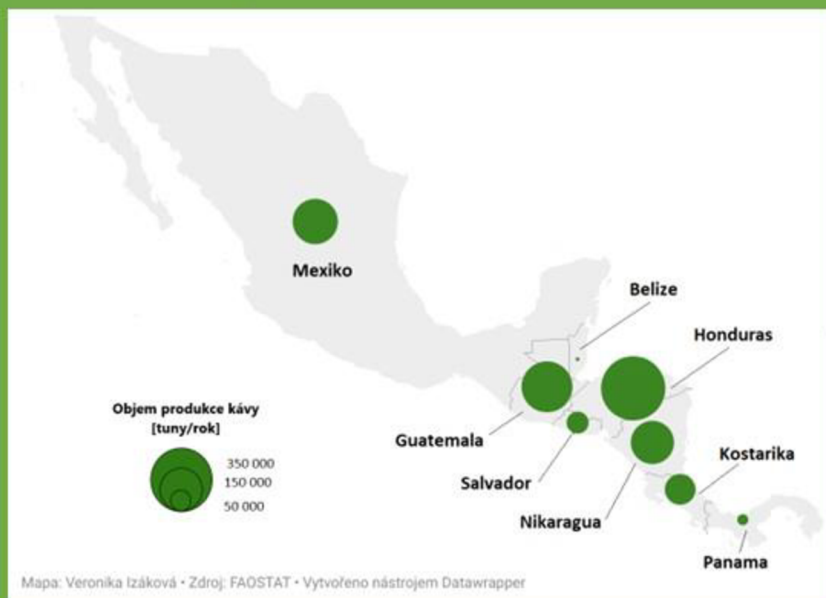 Mexiko
Belize
Honduras
Objem produkce kávy
[tuny/rok]
350 000
150 000
50 000
Guatemala
Salvador
Nikaragua
Kostarika
Panama
Mapa: Veronika Izáková • Zdroj: FAOSTAT • Vytvořeno nástrojem Datawrapper